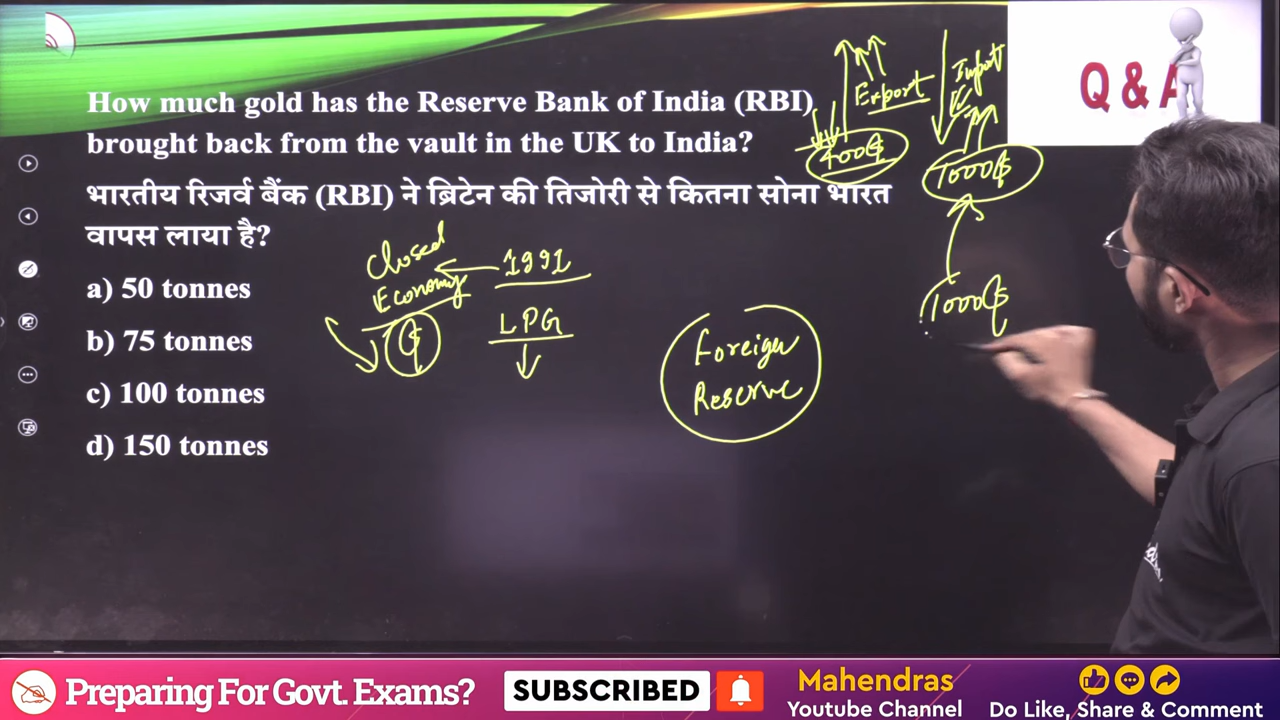 How much gold has the Reserve Bank of India (RBI)
brought back from the vault in the UK to India?
भारतीय रिजर्व बैंक (RBI) ने ब्रिटेन की तिजोरी से कितना सोना भारत
वापस लाया है?
a) 50 tonnes
b) 75 tonnes
c) 100 tonnes
d) 150 tonnes
Q & A
Export
Import
400$
1000$
1000$
Closed
Economy
$
1991
LPG
Foreign
Reserve
Preparing For Govt. Exams?
SUBSCRIBED
Mahendras
Youtube Channel
Do Like, Share & Comment